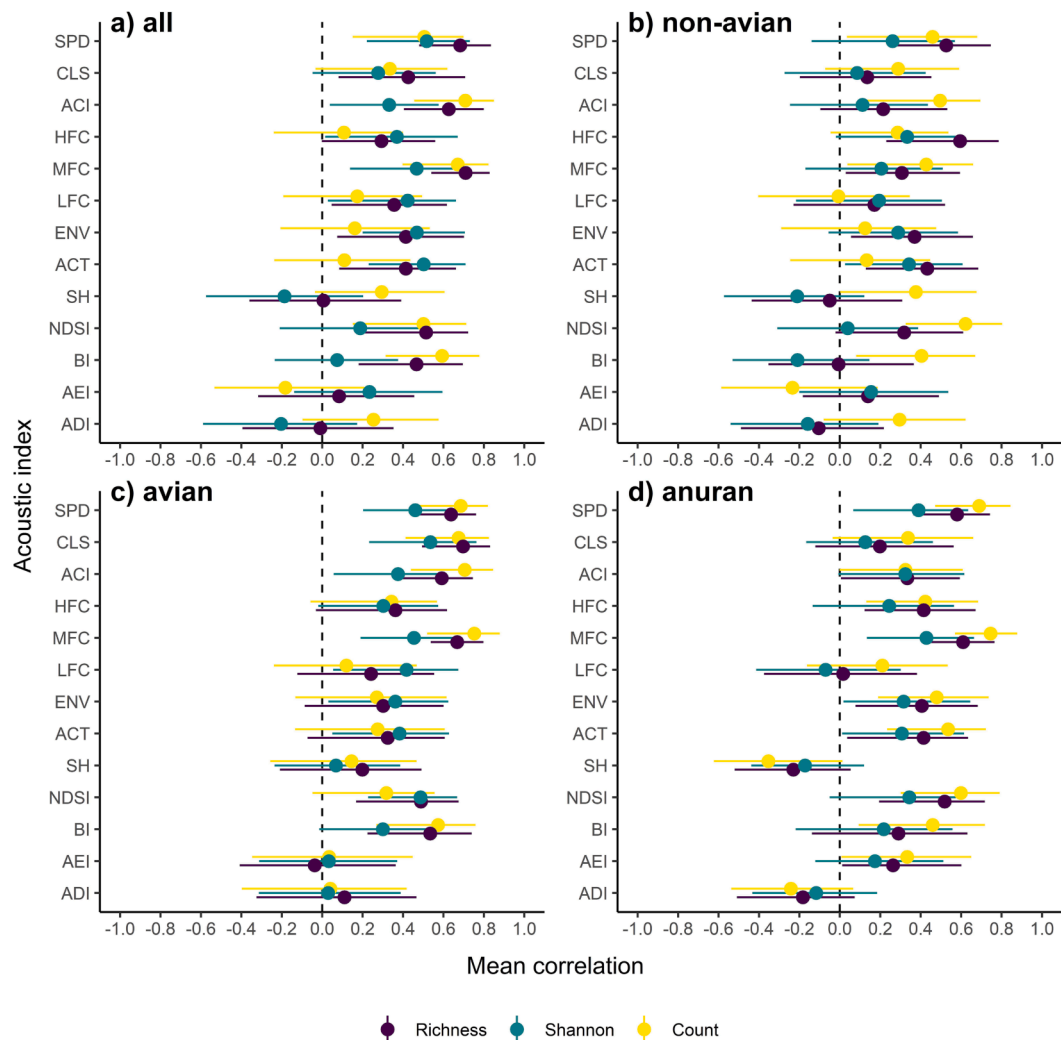 a) all
b) non-avian
SPD
CLS
ACI
HFC
MFC
LFC
ENV
ACT
SH
NDSI
BI
AEI
ADI
-1.0 -0.8 -0.6 -0.4 -0.2 0.0 0.2 0.4 0.6 0.8 1.0
SPD
CLS
ACI
HFC
MFC
LFC
ENV
ACT
SH
NDSI
BI
AEI
ADI
-1.0 -0.8 -0.6 -0.4 -0.2 0.0 0.2 0.4 0.6 0.8 1.0
Acoustic index
c) avian
d) anuran
SPD
CLS
ACI
HFC
MFC
LFC
ENV
ACT
SH
NDSI
BI
AEI
ADI
-1.0 -0.8 -0.6 -0.4 -0.2 0.0 0.2 0.4 0.6 0.8 1.0
SPD
CLS
ACI
HFC
MFC
LFC
ENV
ACT
SH
NDSI
BI
AEI
ADI
-1.0 -0.8 -0.6 -0.4 -0.2 0.0 0.2 0.4 0.6 0.8 1.0
Mean correlation
Richness Shannon Count